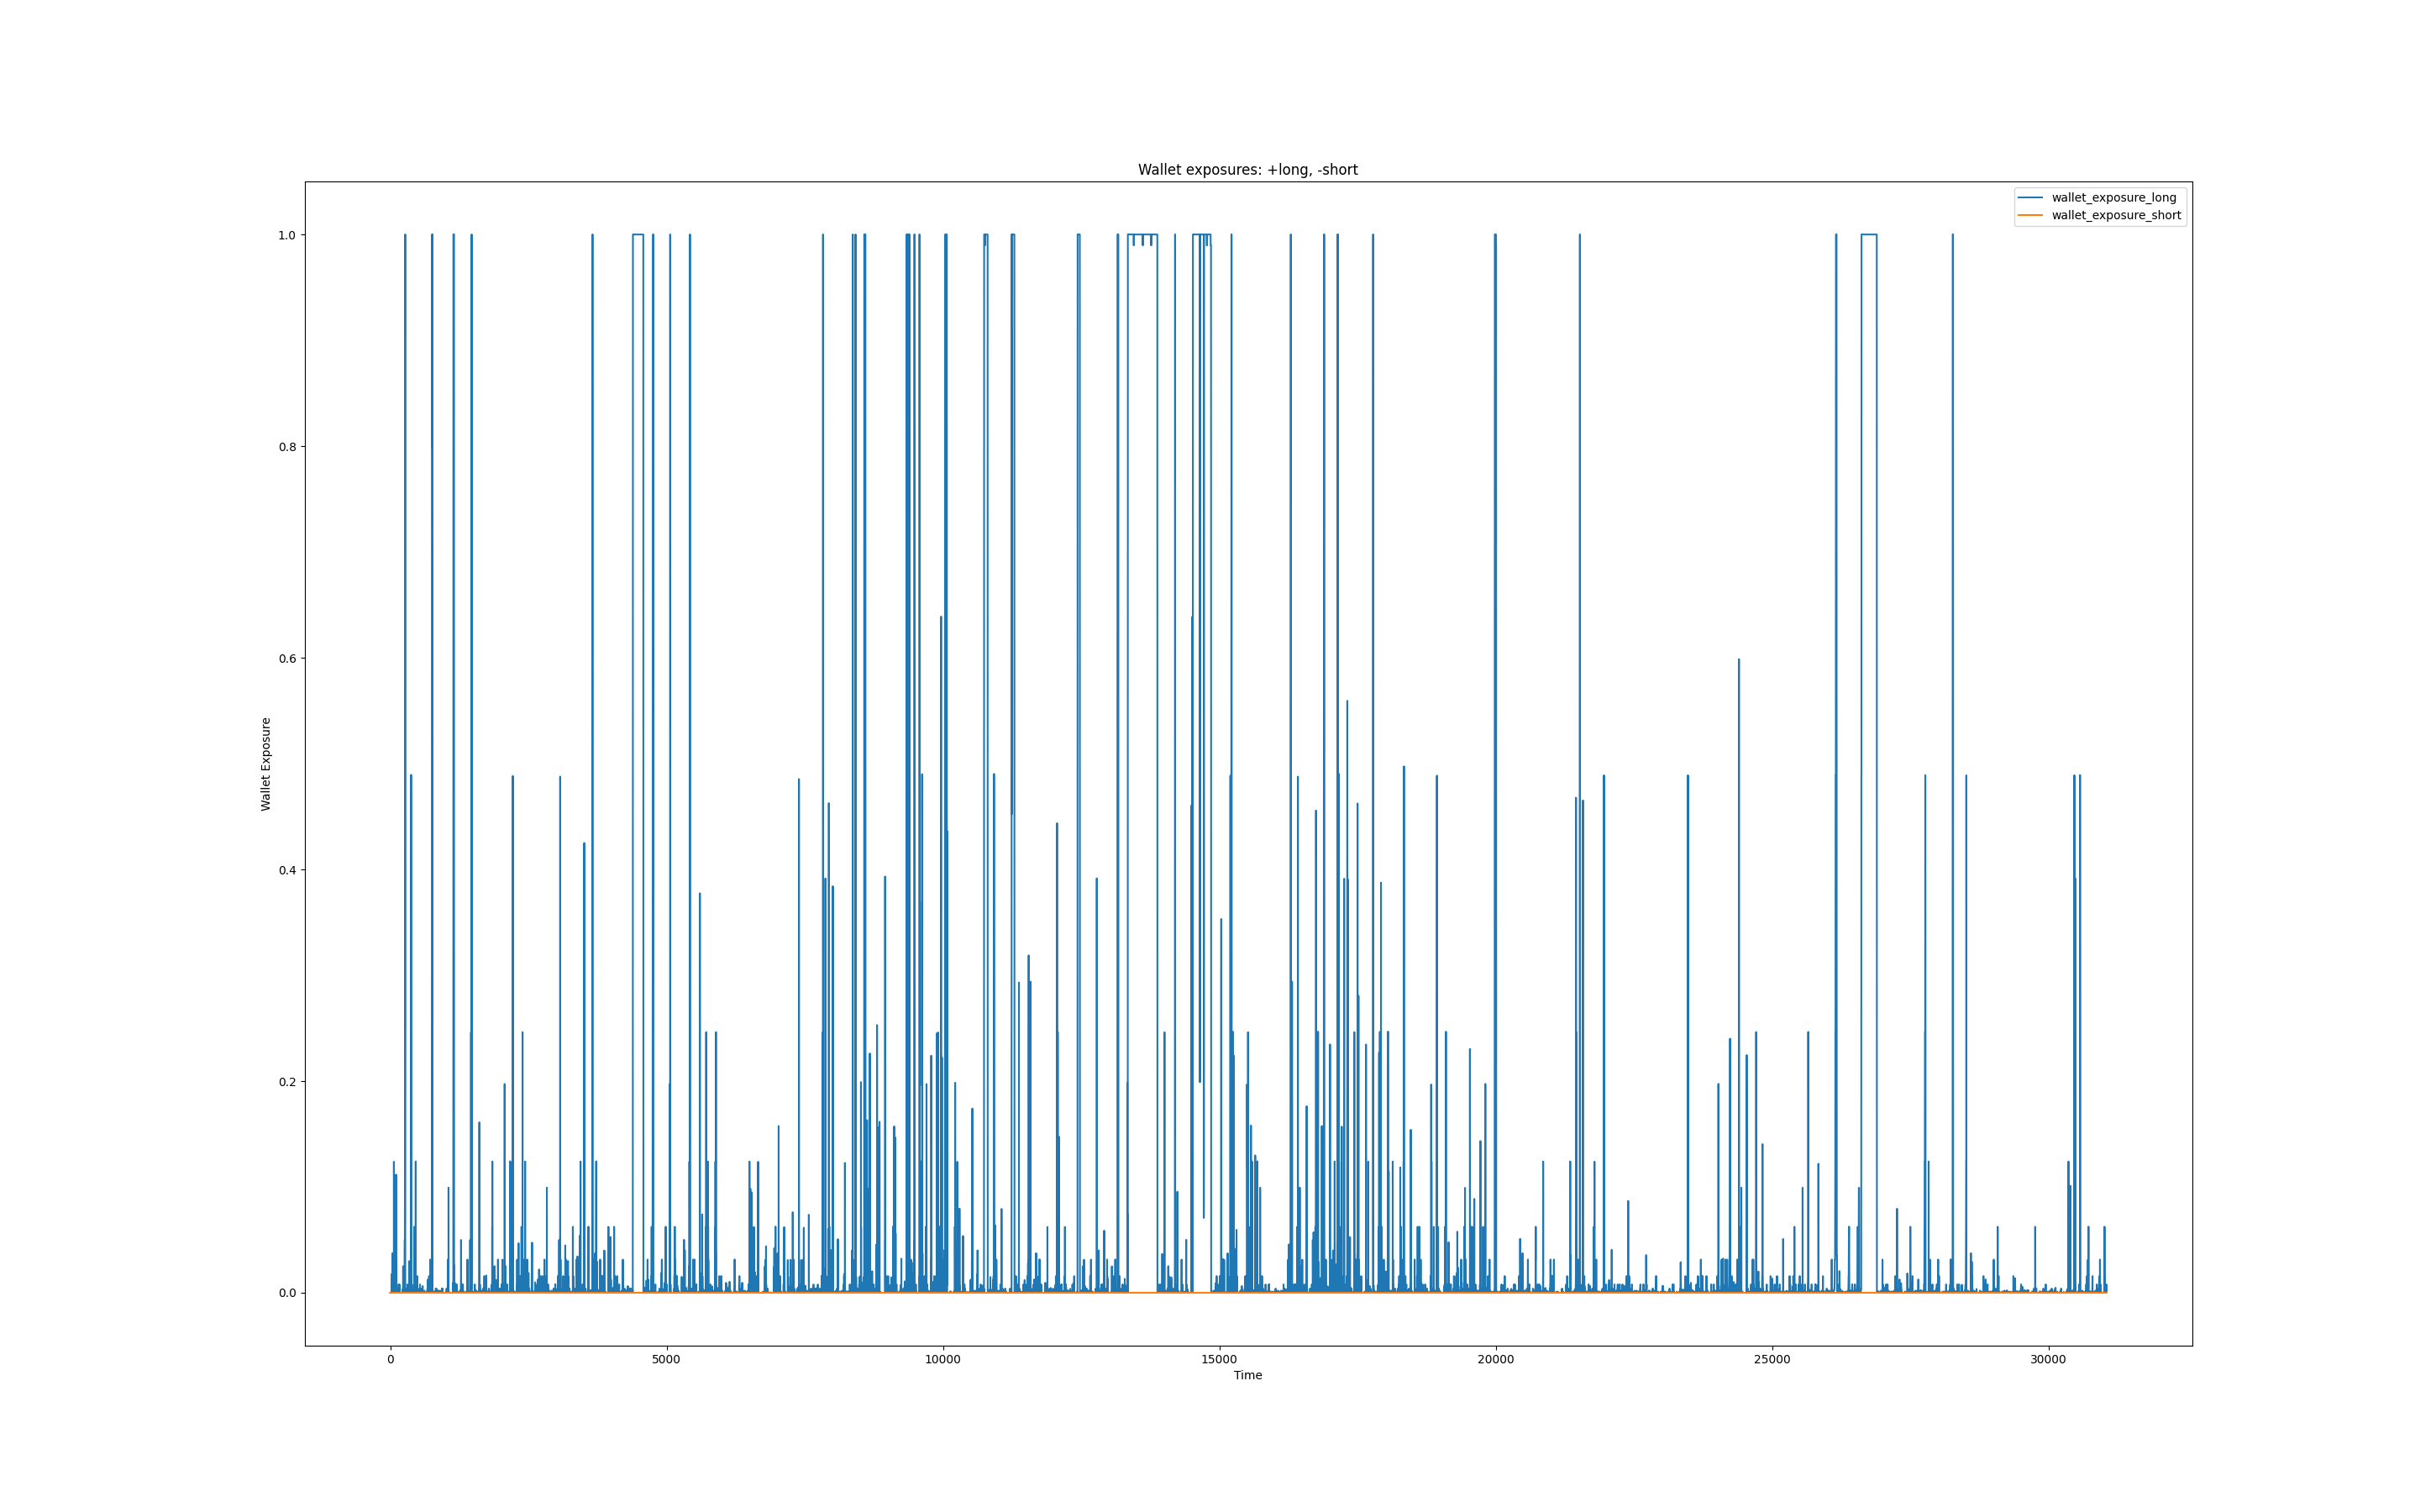 Wallet exposures: +long, -short
wallet_exposure_long
wallet_exposure_short
1.0
0.8
0.6
0.4
0.2
0.0
Wallet Exposure
0 5000 10000 15000 20000 25000 30000
Time